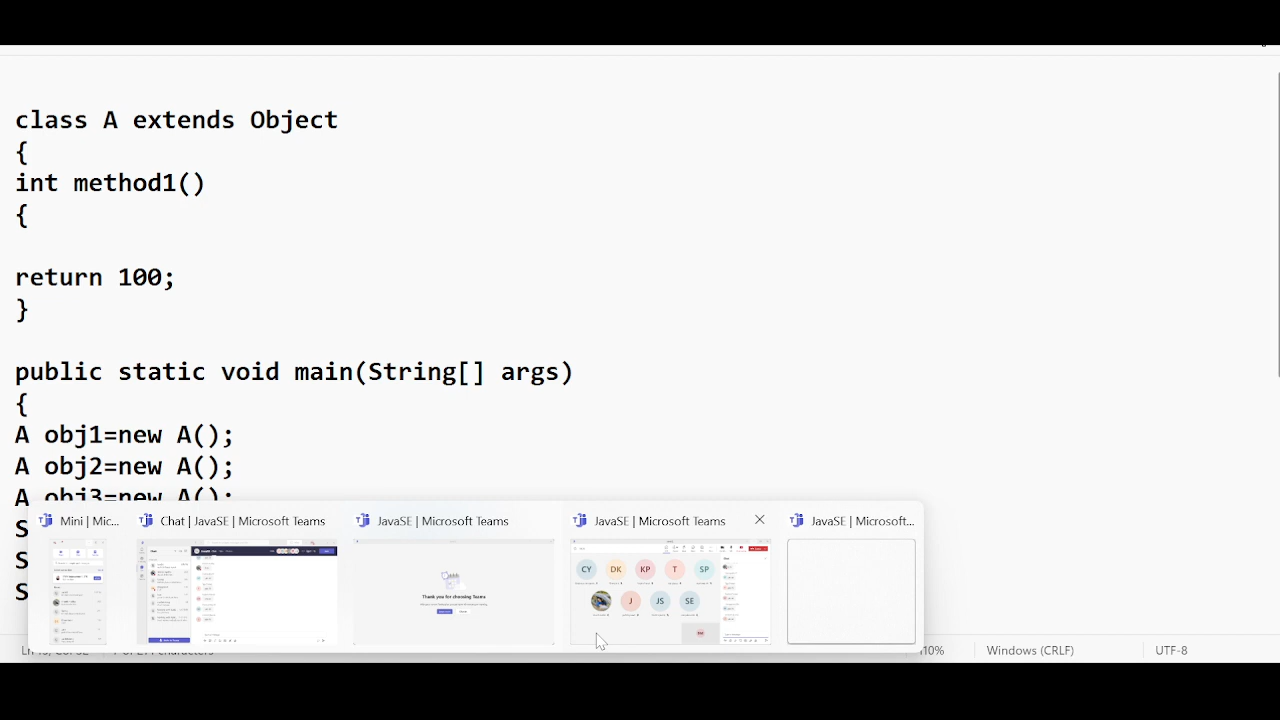 class A extends Object
{
int method1()
{
return 100;
}
public static void main(String[] args)
{
A obj1=new A();
A obj2=new A();
A obj3=new A();
S
S
S
Mini | Mic...
Chat | JavaSE | Microsoft Teams
JavaSE | Microsoft Teams
JavaSE | Microsoft Teams
JavaSE | Microsoft...
Thank you for choosing Teams
CY DK KP T SP
J JS SE
Windows (CRLF)
UTF-8